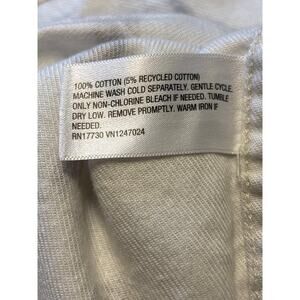 100% COTTON (5% RECYCLED COTTON)
MACHINE WASH COLD SEPARATELY. GENTLE CYCLE.
ONLY NON-CHLORINE BLEACH IF NEEDED. TUMBLE
DRY LOW. REMOVE PROMPTLY. WARM IRON IF
NEEDED.
RN17730 VN1247024